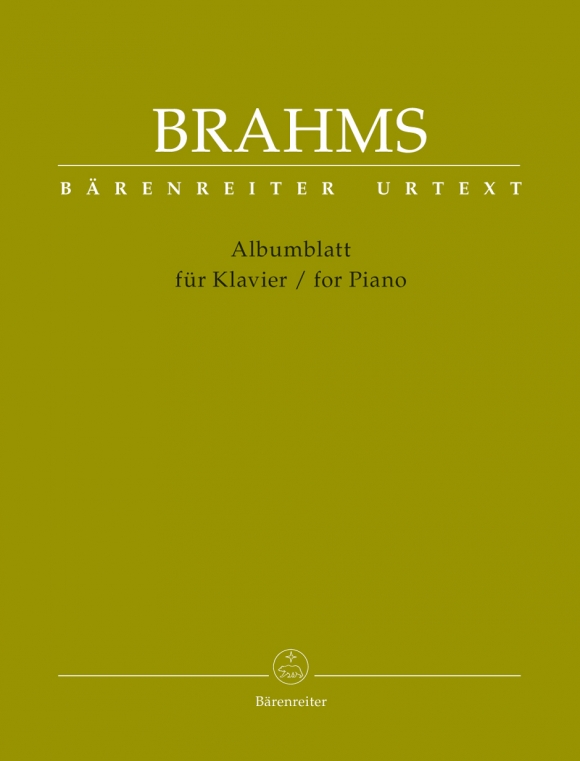 BRAHMS
BÄRENREITER URTEXT
Albumblatt
für Klavier / for Piano
Bärenreiter